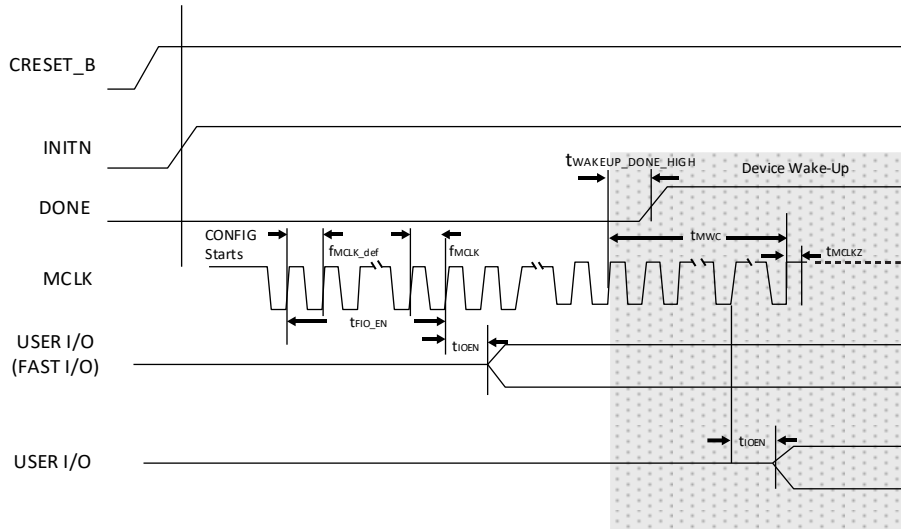 CRESET_B
INITN
tWAKEUP_DONE_HIGH
Device Wake-Up
DONE
CONFIG
Starts
fMCLK_def
fMCLK
tMWC
tMCLKZ
MCLK
tFIO_EN
USER I/O
(FAST I/O)
tIOEN
tIOEN
USER I/O